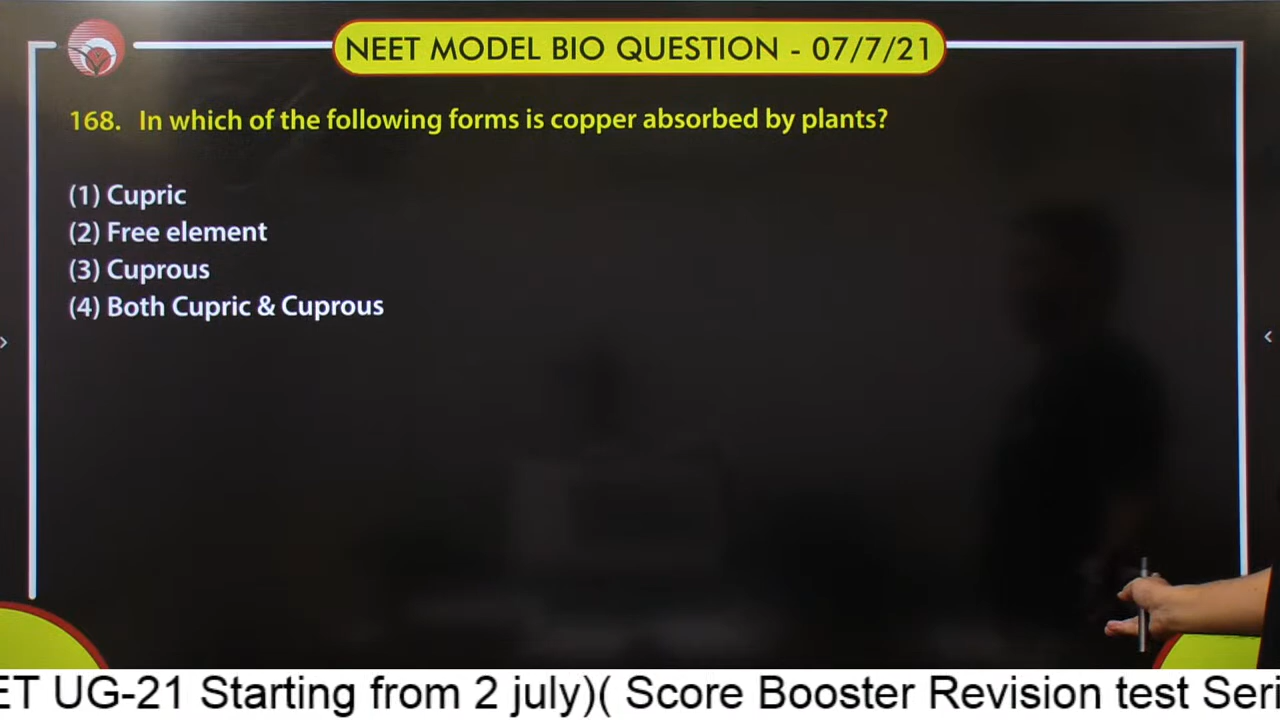 NEET MODEL BIO QUESTION - 07/7/21
168. In which of the following forms is copper absorbed by plants?
(1) Cupric
(2) Free element
(3) Cuprous
(4) Both Cupric & Cuprous
ET UG-21 Starting from 2 july)( Score Booster Revision test Seri